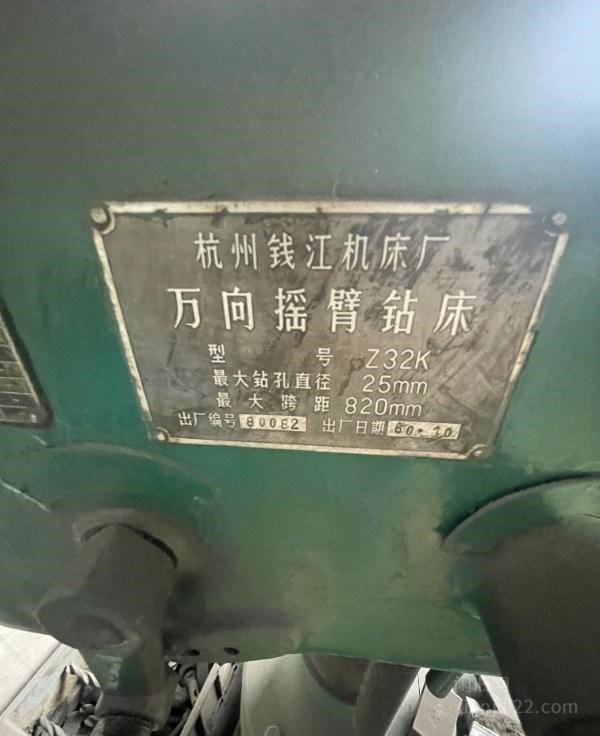 杭州钱江机床厂
万向摇臂钻床
型 号 Z32K
最大钻孔直径 25mm
最大跨距 820mm
出厂编号 80082 出厂日期 80·10